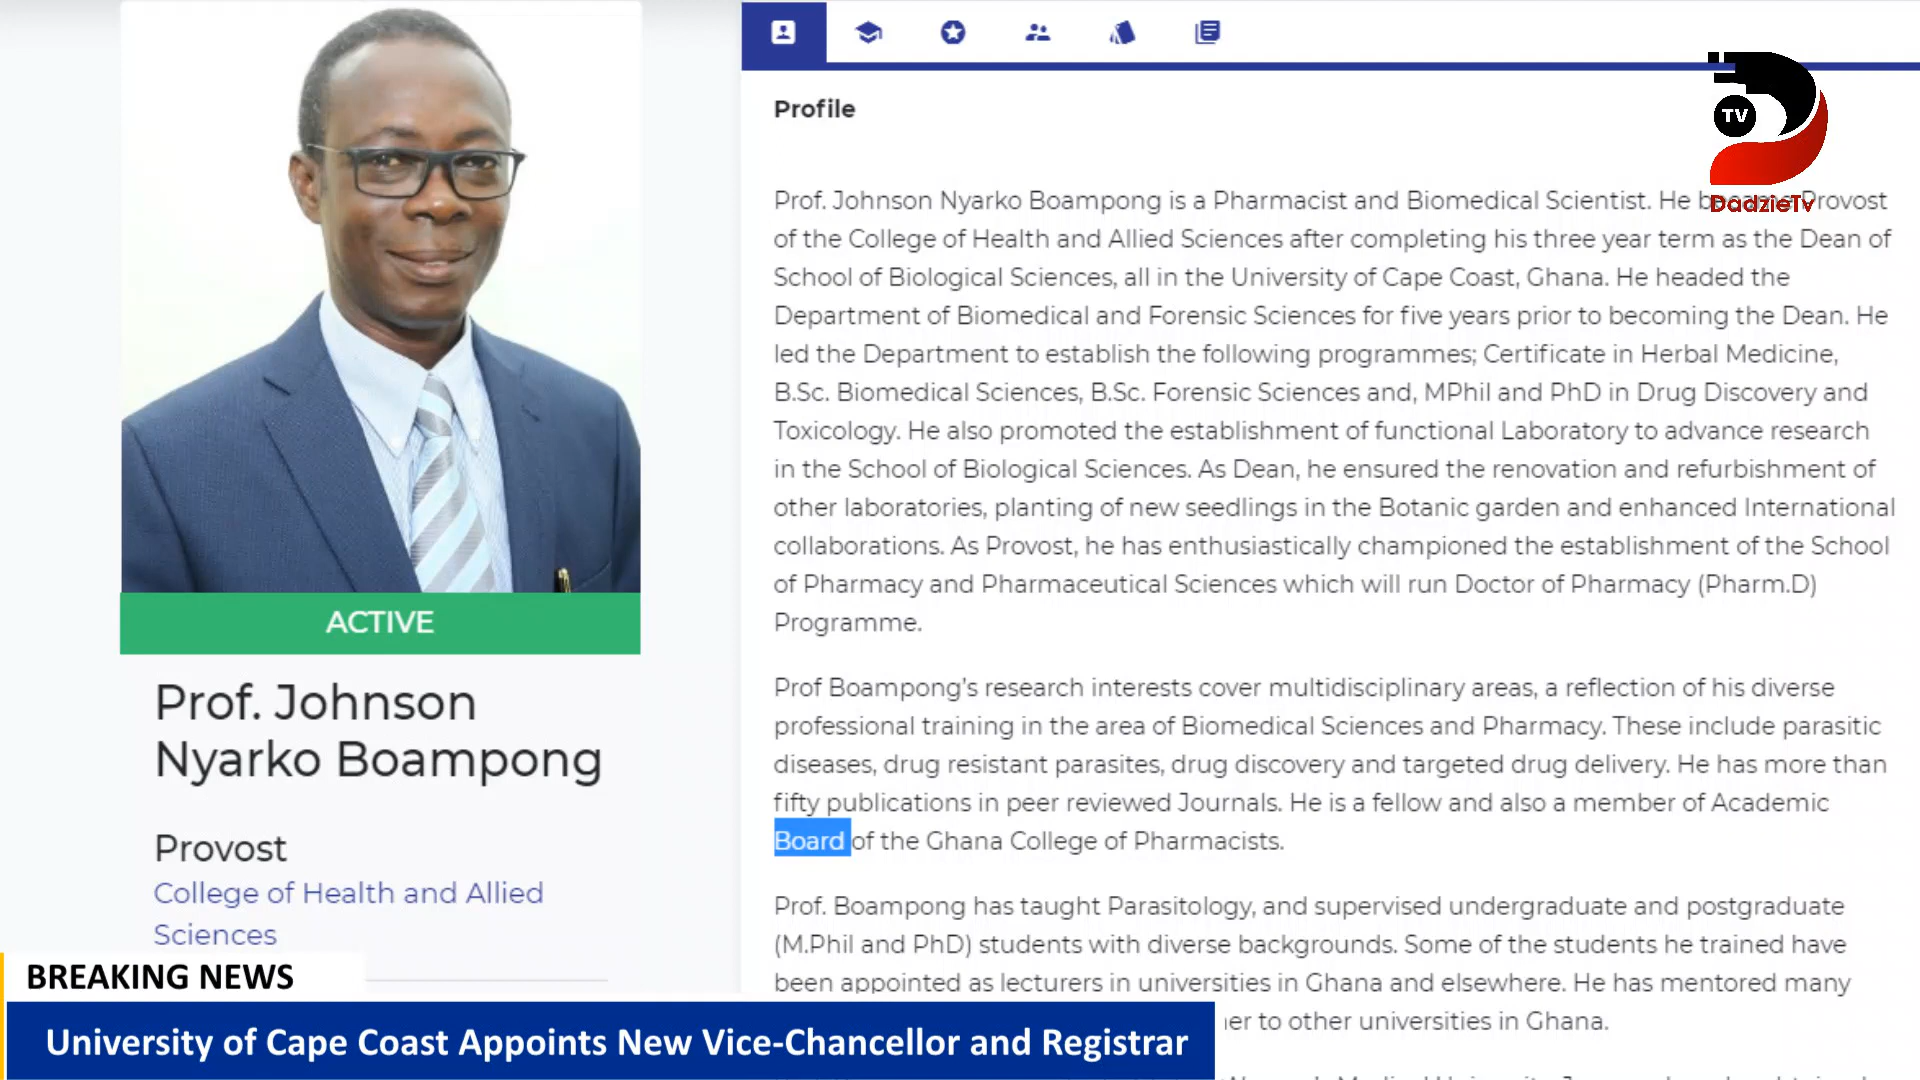 TV
DadzieTv
ACTIVE
Prof. Johnson
Nyarko Boampong
Provost
College of Health and Allied
Sciences
Profile
Prof. Johnson Nyarko Boampong is a Pharmacist and Biomedical Scientist. He Provost
of the College of Health and Allied Sciences after completing his three year term as the Dean of
School of Biological Sciences, all in the University of Cape Coast, Ghana. He headed the
Department of Biomedical and Forensic Sciences for five years prior to becoming the Dean. He
led the Department to establish the following programmes; Certificate in Herbal Medicine,
B.Sc. Biomedical Sciences, B.Sc. Forensic Sciences and, MPhil and PhD in Drug Discovery and
Toxicology. He also promoted the establishment of functional Laboratory to advance research
in the School of Biological Sciences. As Dean, he ensured the renovation and refurbishment of
other laboratories, planting of new seedlings in the Botanic garden and enhanced International
collaborations. As Provost, he has enthusiastically championed the establishment of the School
of Pharmacy and Pharmaceutical Sciences which will run Doctor of Pharmacy (Pharm.D)
Programme.
Prof Boampong's research interests cover multidisciplinary areas, a reflection of his diverse
professional training in the area of Biomedical Sciences and Pharmacy. These include parasitic
diseases, drug resistant parasites, drug discovery and targeted drug delivery. He has more than
fifty publications in peer reviewed Journals. He is a fellow and also a member of Academic
Board of the Ghana College of Pharmacists.
Prof. Boampong has taught Parasitology, and supervised undergraduate and postgraduate
(M.Phil and PhD) students with diverse backgrounds. Some of the students he trained have
been appointed as lecturers in universities in Ghana and elsewhere. He has mentored many
to other universities in Ghana.
BREAKING NEWS
University of Cape Coast Appoints New Vice-Chancellor and Registrar